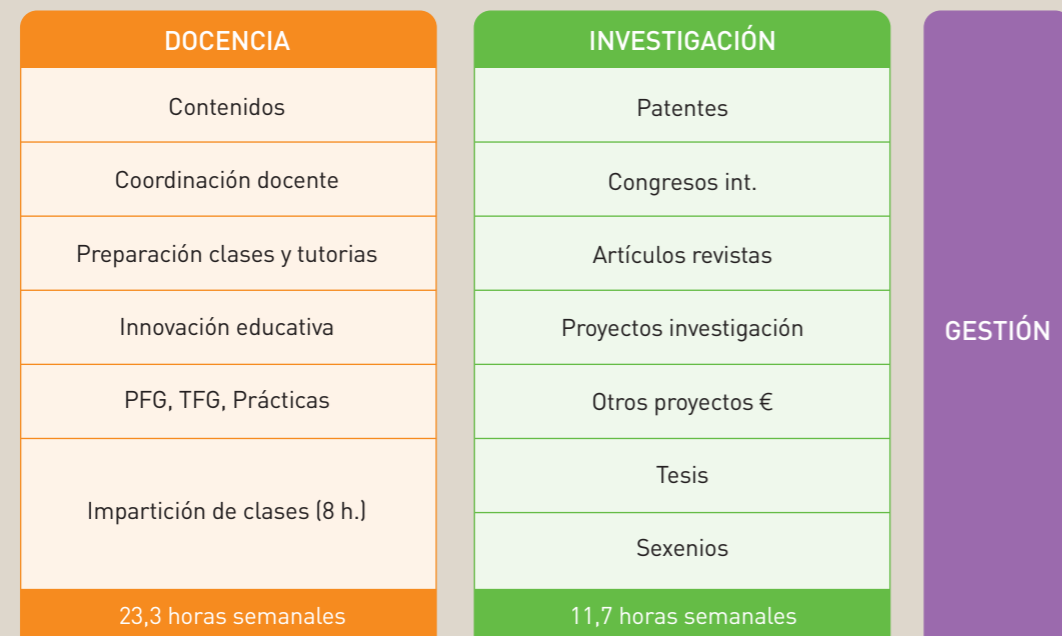 DOCENCIA
Contenidos
Coordinación docente
Preparación clases y tutorias
Innovación educativa
PFG, TFG, Prácticas
Impartición de clases (8 h.)
23,3 horas semanales
INVESTIGACIÓN
Patentes
Congresos int.
Artículos revistas
Proyectos investigación
Otros proyectos €
Tesis
Sexenios
11,7 horas semanales
GESTIÓN